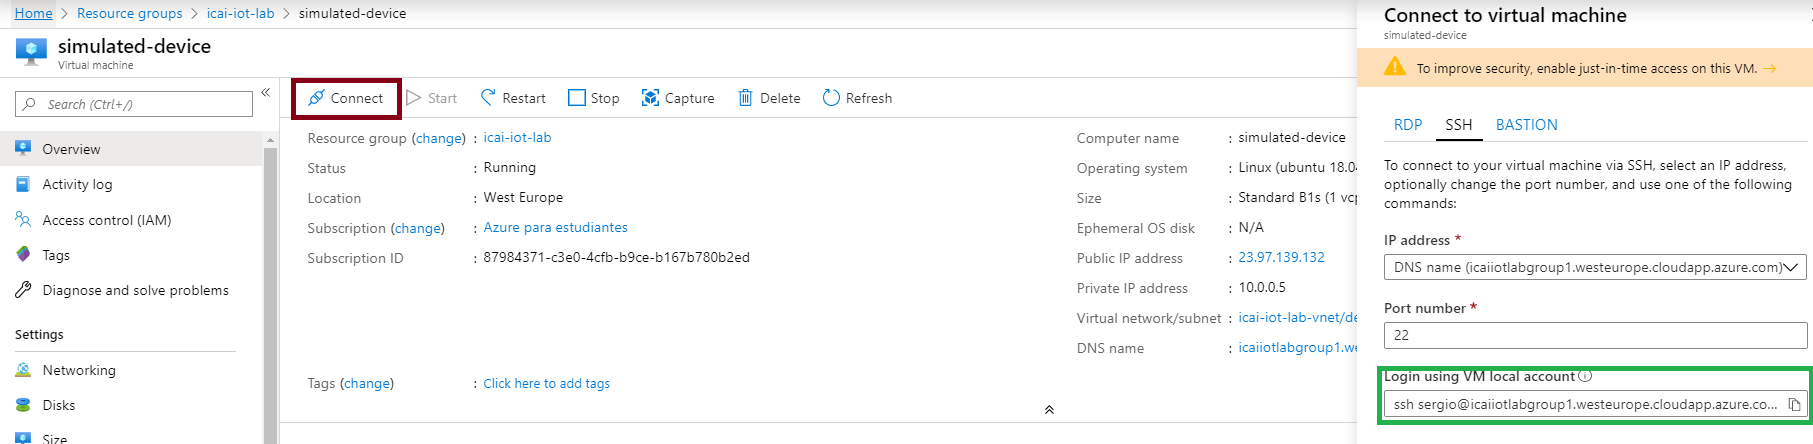 Home > Resource groups > icai-iot-lab > simulated-device
simulated-device
Virtual machine
Search (Ctrl+/)
«
Overview
Activity log
Access control (IAM)
Tags
Diagnose and solve problems
Settings
Networking
Disks
Size
Connect Start Restart Stop Capture Delete Refresh
Resource group (change) : icai-iot-lab
Status : Running
Location : West Europe
Subscription (change) : Azure para estudiantes
Subscription ID : 87984371-c3e0-4cfb-b9ce-b167b780b2ed
Tags (change) : Click here to add tags
Computer name : simulated-device
Operating system : Linux (ubuntu 18.04
Size : Standard B1s (1 vcp
Ephemeral OS disk : N/A
Public IP address : 23.97.139.132
Private IP address : 10.0.0.5
Virtual network/subnet : icai-iot-lab-vnet/de
DNS name : icaiiotlabgroup1.we
Connect to virtual machine
simulated-device
To improve security, enable just-in-time access on this VM. →
RDP SSH BASTION
To connect to your virtual machine via SSH, select an IP address,
optionally change the port number, and use one of the following
commands:
IP address *
DNS name (icaiiotlabgroup1.westeurope.cloudapp.azure.com)
Port number *
22
Login using VM local account
ssh sergio@icaiiotlabgroup1.westeurope.cloudapp.azure.co...